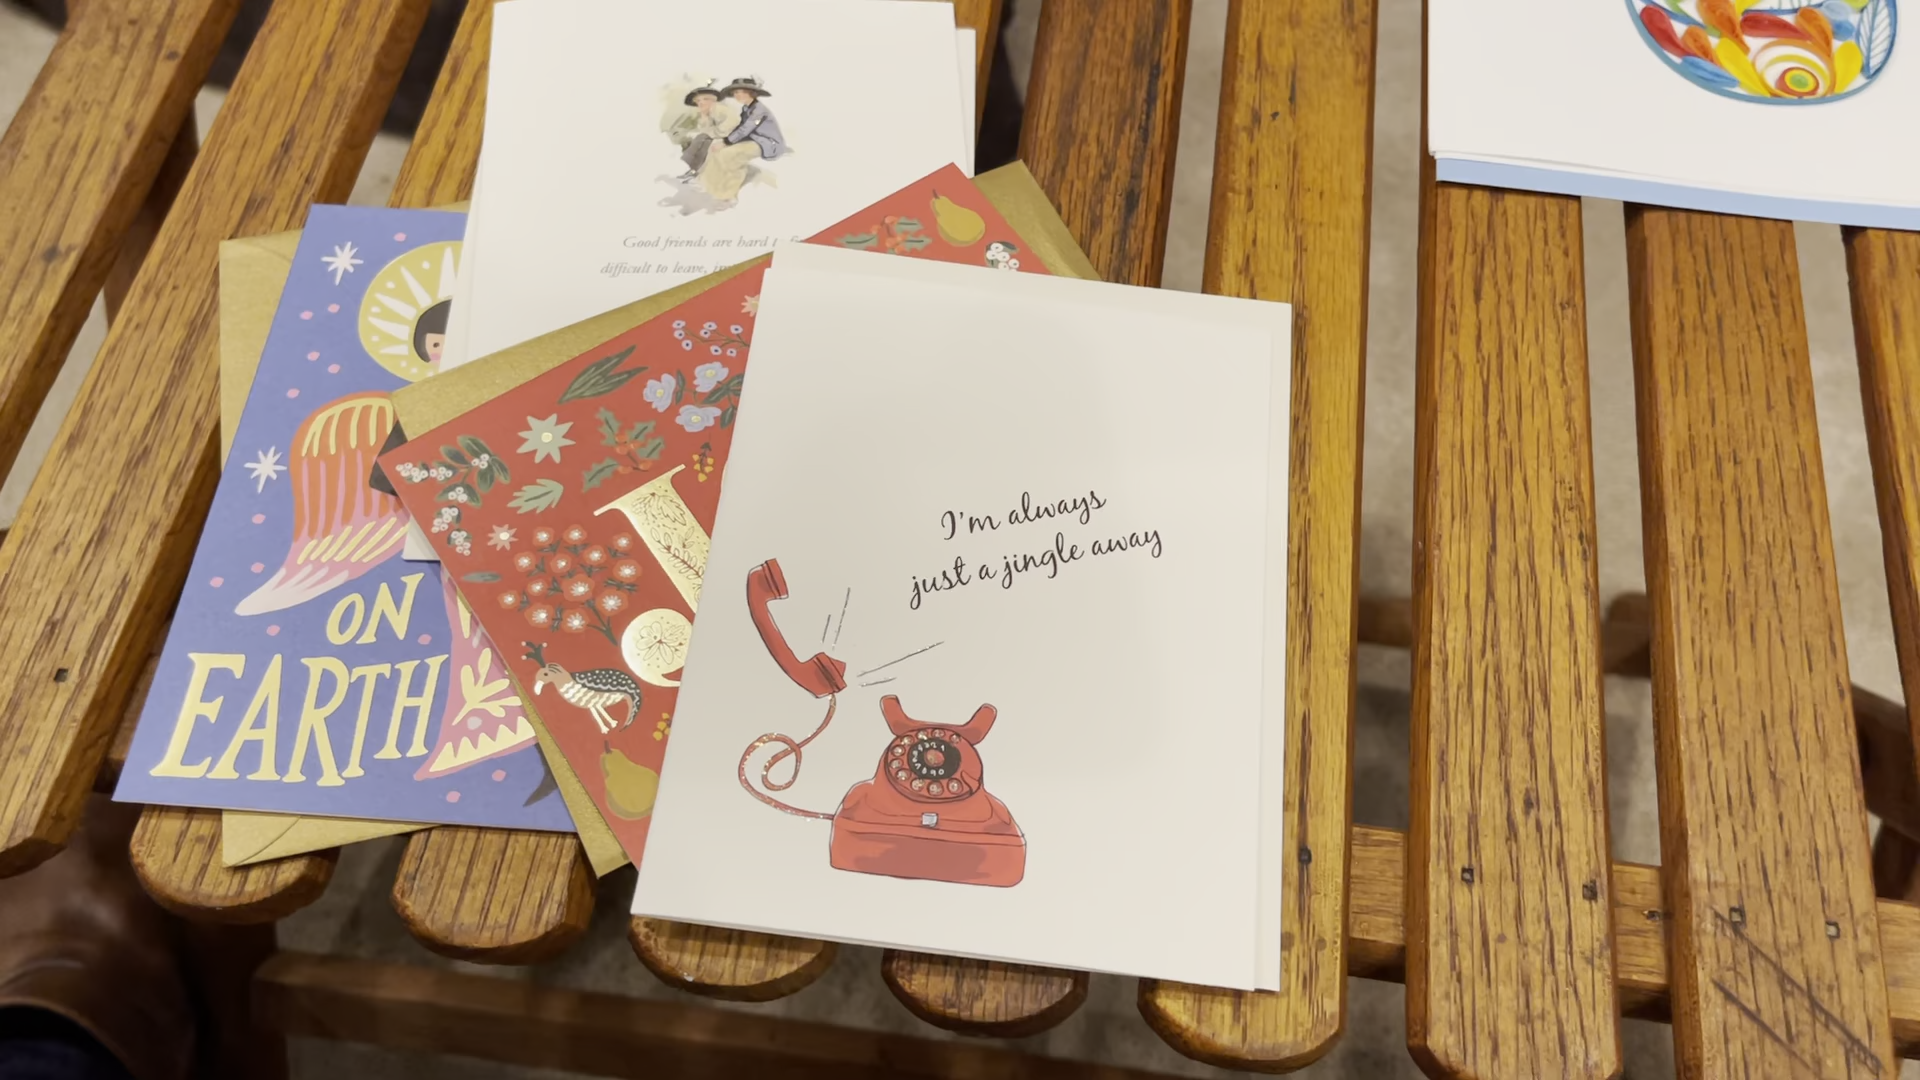 Good friends are hard
difficult to leave,
ON
EARTH
J
I'm always
just a jingle away